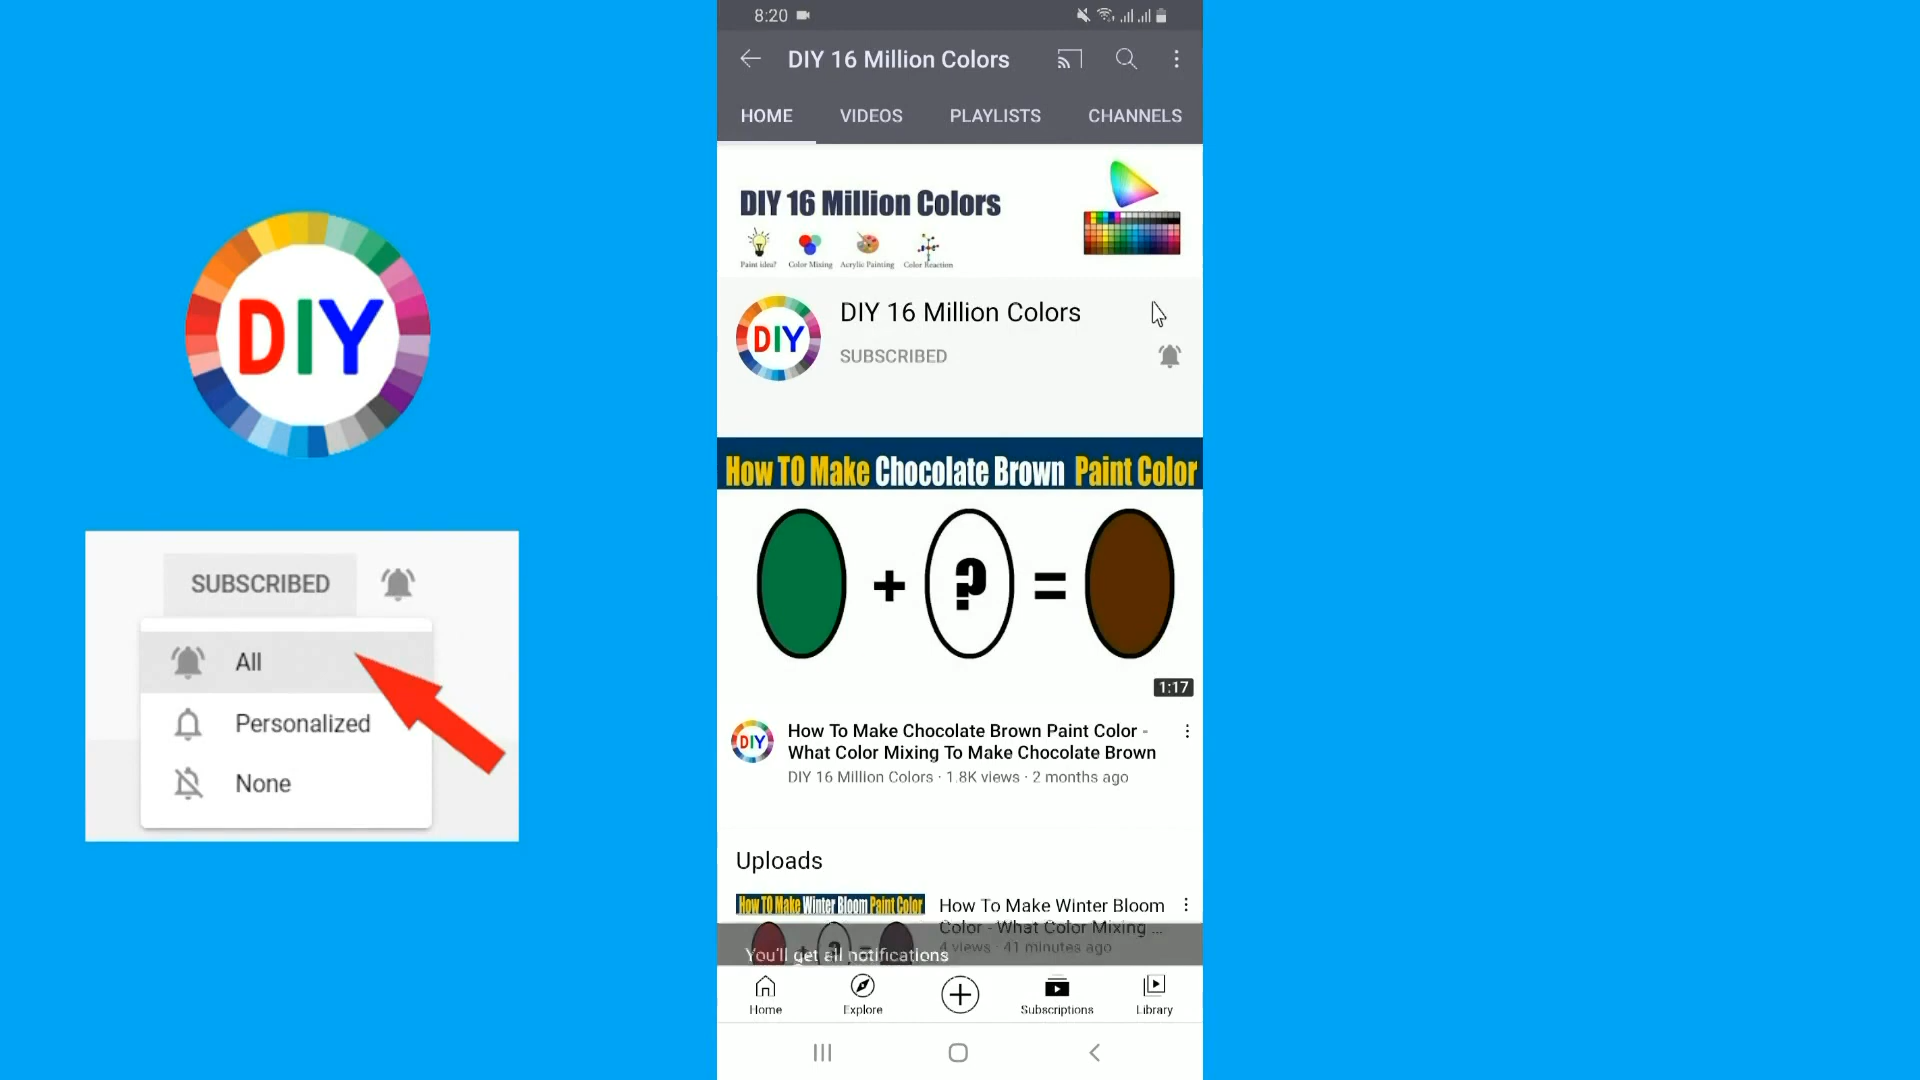 DIY
SUBSCRIBED
All
Personalized
None
8:20
DIY 16 Million Colors
HOME VIDEOS PLAYLISTS CHANNELS
DIY 16 Million Colors
Paint idea? Color Mixing Acrylic Painting Color Reaction
DIY
DIY 16 Million Colors
SUBSCRIBED
How TO Make Chocolate Brown Paint Color
+ ? =
1:17
DIY
How To Make Chocolate Brown Paint Color -
What Color Mixing To Make Chocolate Brown
DIY 16 Million Colors · 1.8K views · 2 months ago
Uploads
How TO Make Winter Bloom Paint Color
+ ? =
How To Make Winter Bloom
Color - What Color Mixing ...
4 views · 41 minutes ago
You'll get all notifications
Home Explore Subscriptions Library